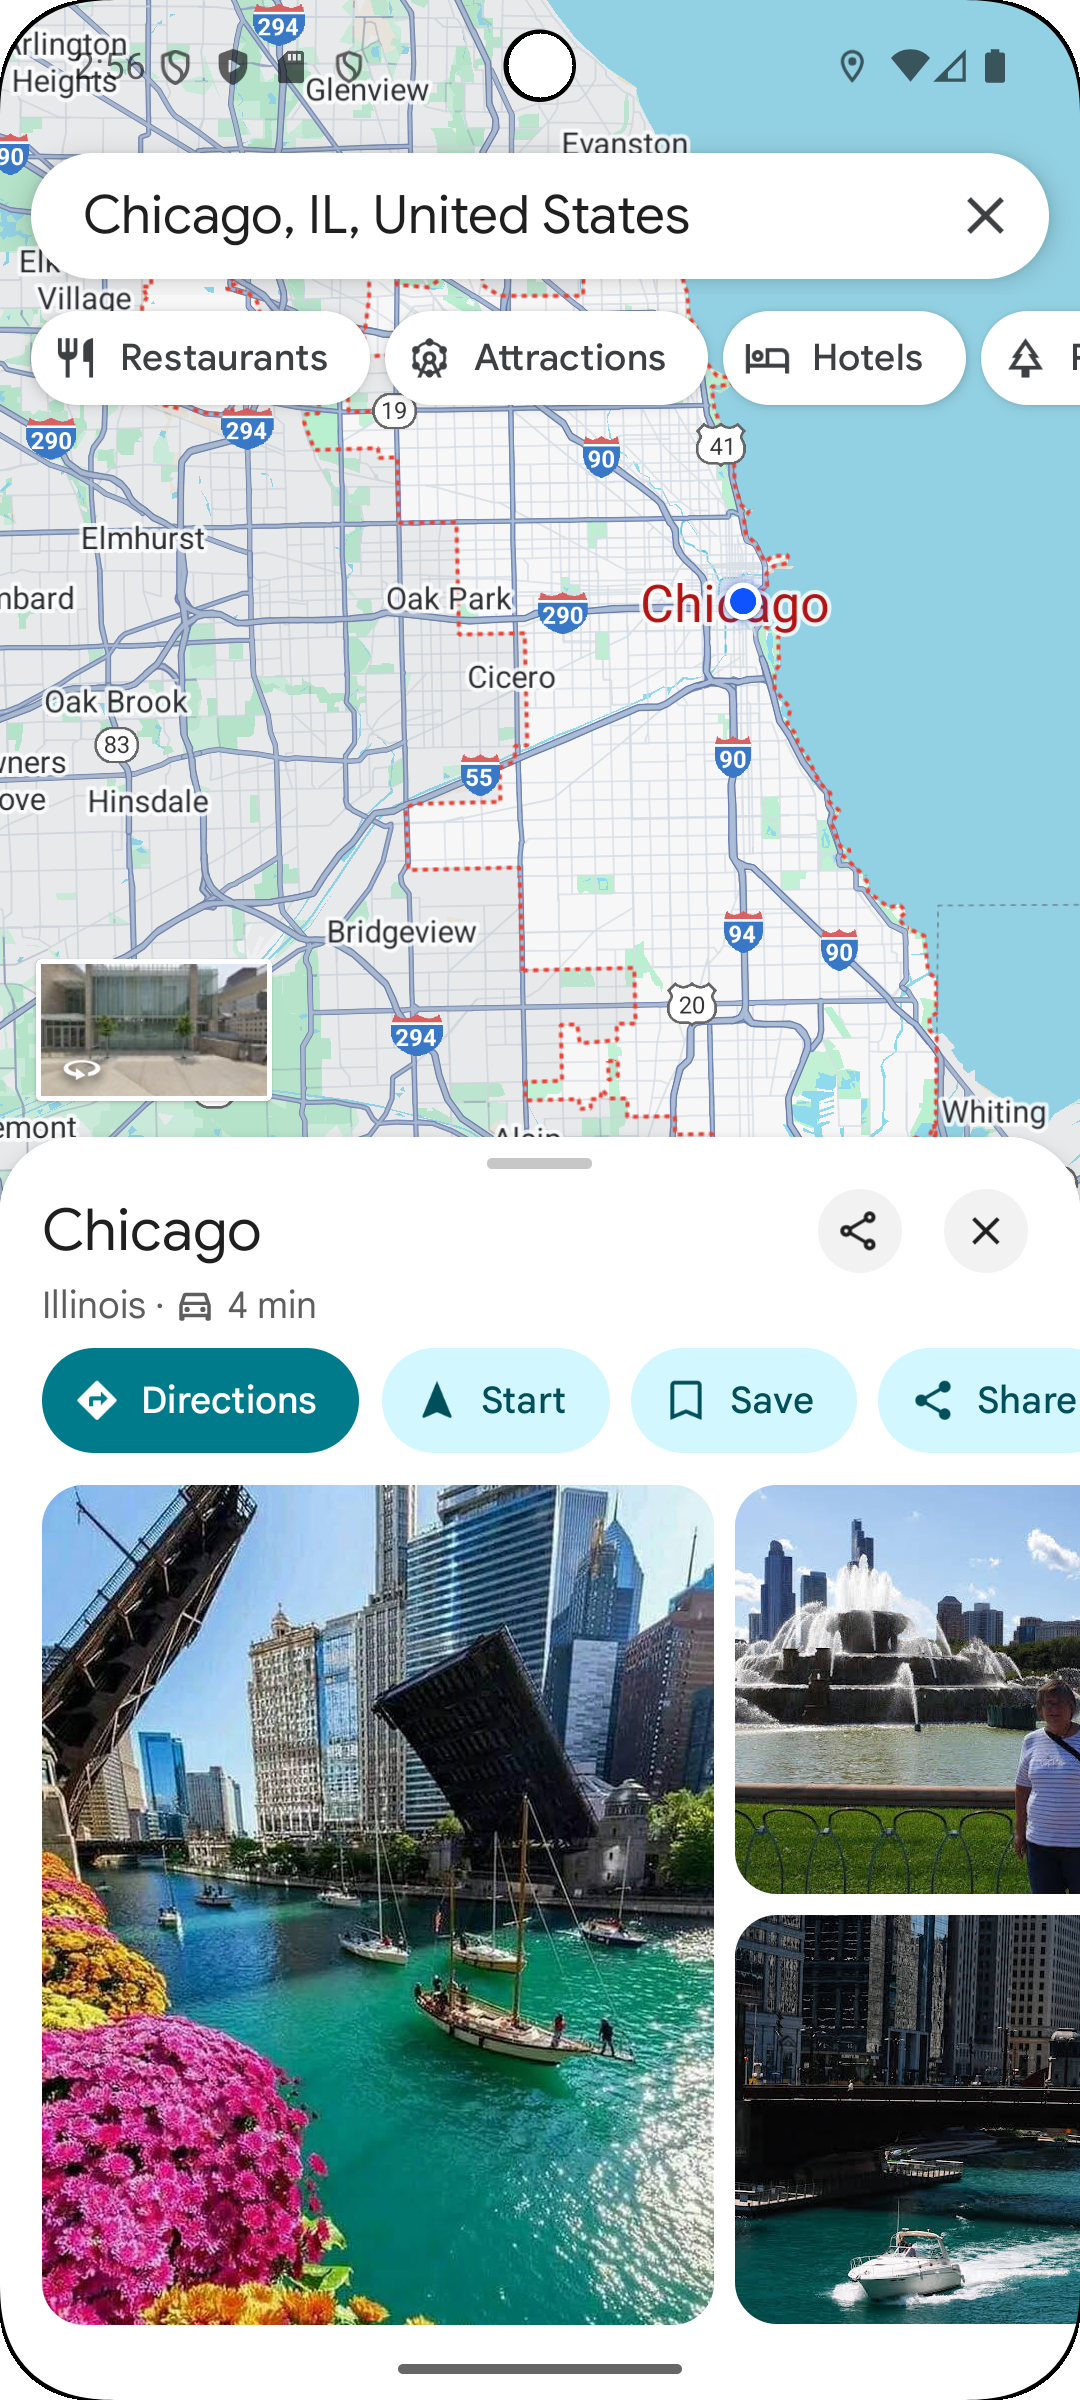 294
Arlington
Heights
2:56
Glenview
90
Evanston
Chicago, IL, United States
Elk
Village
Restaurants
Attractions
Hotels
19
290
294
90
41
Elmhurst
Oak Park
290
Chicago
Cicero
Oak Brook
83
55
90
Hinsdale
Bridgeview
94
90
20
294
Whiting
Chicago
Illinois · 4 min
Directions
Start
Save
Share